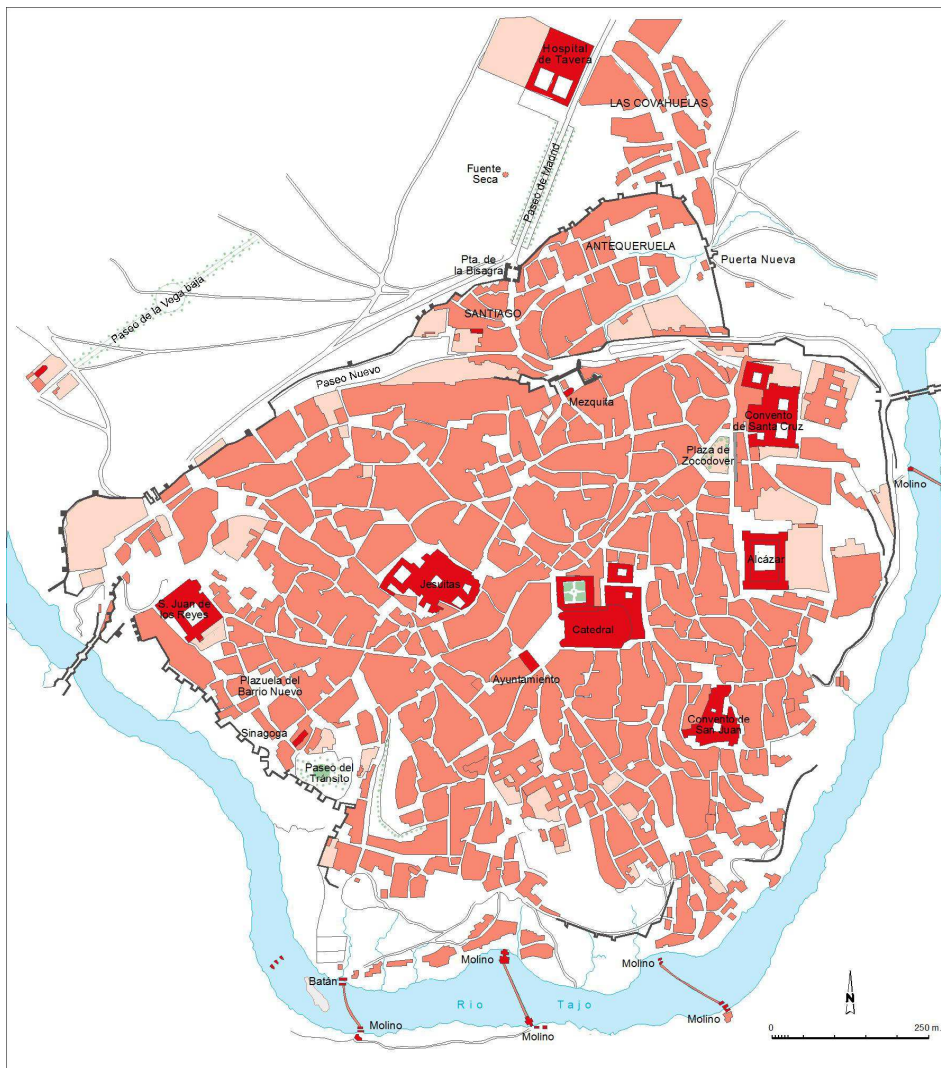 Hospital
de Tavera
LAS COVAHUELAS
Fuente
Seca
Paseo de Madrid
ANTEQUERUELA
Pta. de
la Bisagra
Puerta Nueva
Paseo de la Vega baja
SANTIAGO
Paseo Nuevo
Mezquita
Convento
de Santa Cruz
Plaza de
Zocodover
Molino
Alcázar
Jesuitas
S. Juan de
los Reyes
Catedral
Ayuntamiento
Plazuela del
Barrio Nuevo
Convento de
San Juan
Sinagoga
Paseo del
Tránsito
Molino
Molino
Batán
Río Tajo
Molino
Molino
Molino
N
0 250 m.